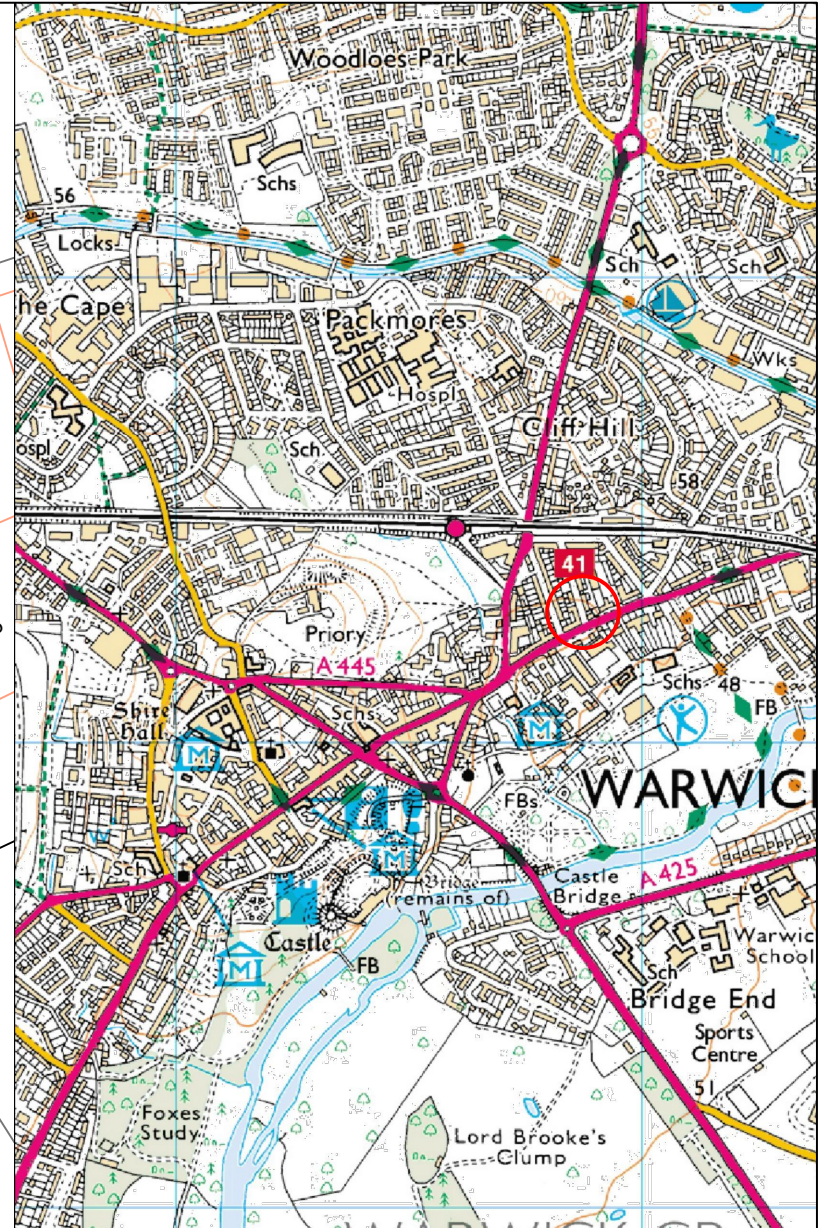 Woodloes Park
Schs
56
Locks
Sch
Sch
he Cape
Packmores
Wks
Hospl
Cliff Hill
ospl
Sch
58
41
Priory
A 445
Schs
48
FB
Shire
Hall
Schs
M
M
WARWIC
FBs
M
W
Sch
Bridge
(remains of)
Castle
Bridge
A 425
Castle
M
FB
Warwic
School
Sch
Bridge End
Sports
Centre
51
Foxes
Study
Lord Brooke's
Clump